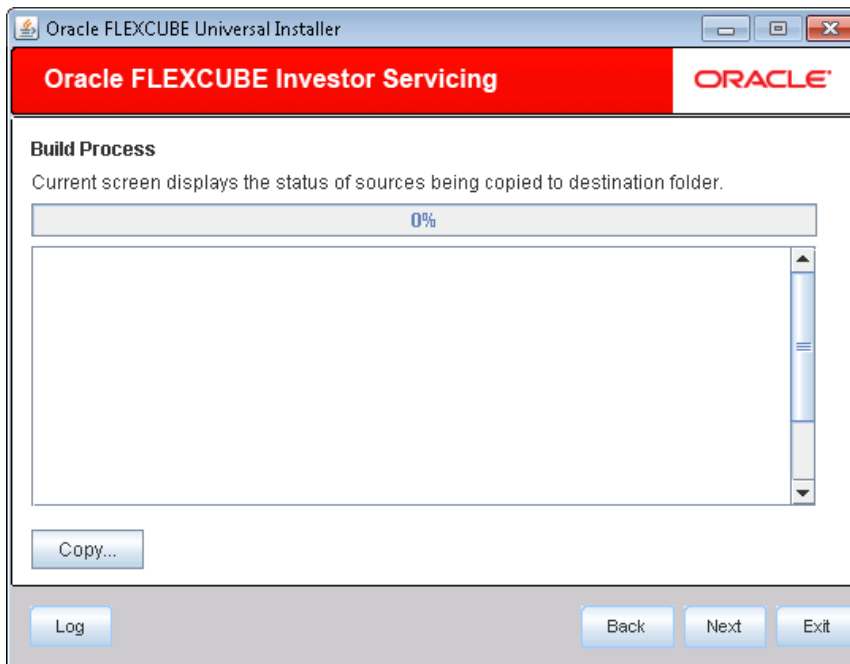 Oracle FLEXCUBE Universal Installer
Oracle FLEXCUBE Investor Servicing
ORACLE
Build Process
Current screen displays the status of sources being copied to destination folder.
0%
Copy...
Log
Back
Next
Exit